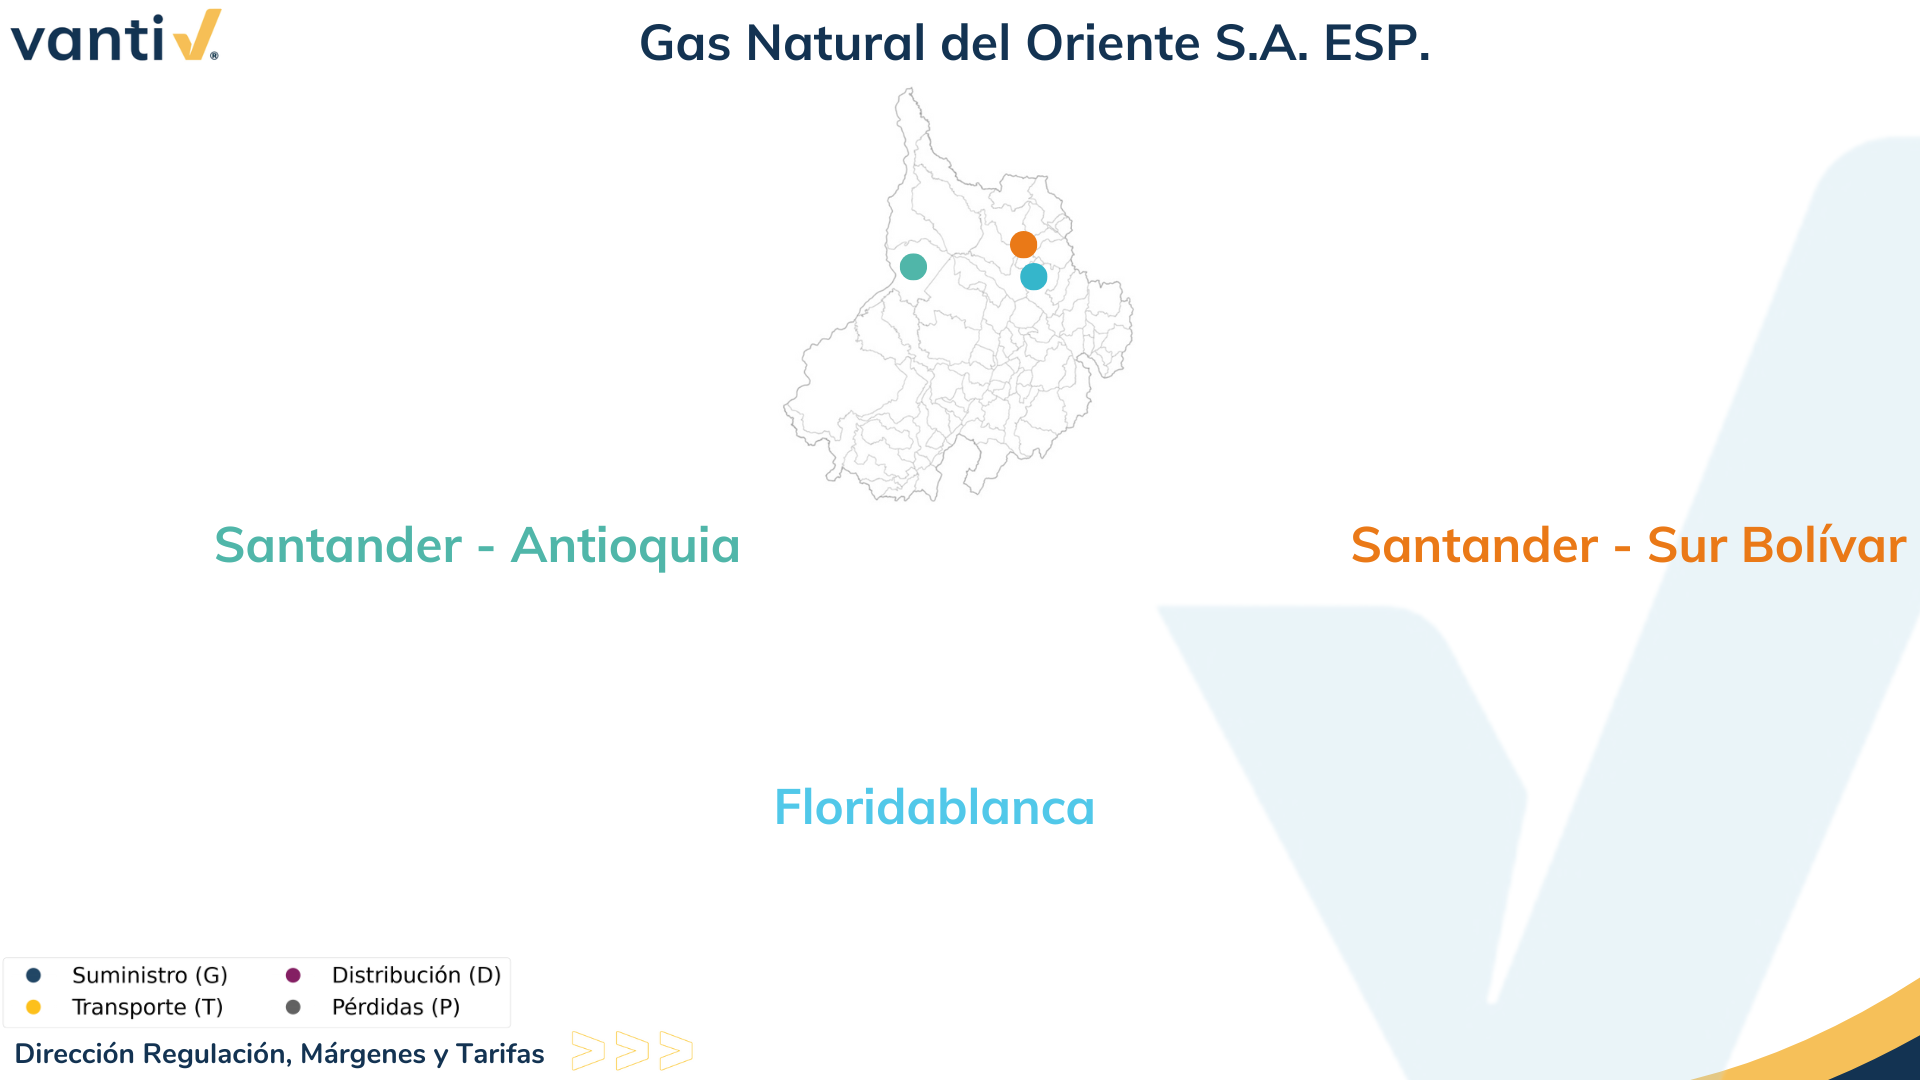 vanti
®
Gas Natural del Oriente S.A. ESP.
Santander - Antioquia
Santander - Sur Bolívar
Floridablanca
Suministro (G)
Distribución (D)
Transporte (T)
Pérdidas (P)
Dirección Regulación, Márgenes y Tarifas